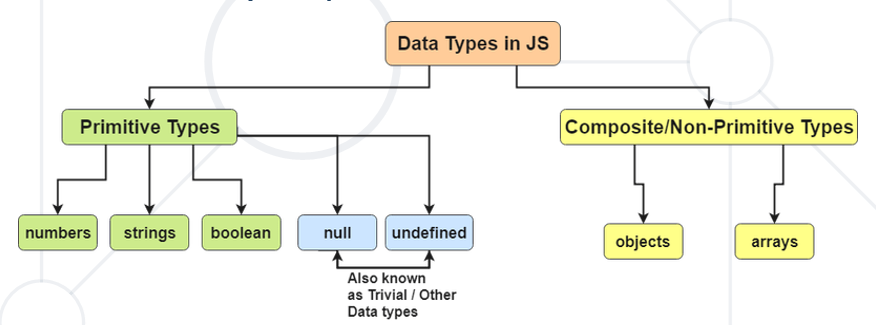 Data Types in JS
Primitive Types
Composite/Non-Primitive Types
numbers
strings
boolean
null
undefined
objects
arrays
Also known
as Trivial / Other
Data types